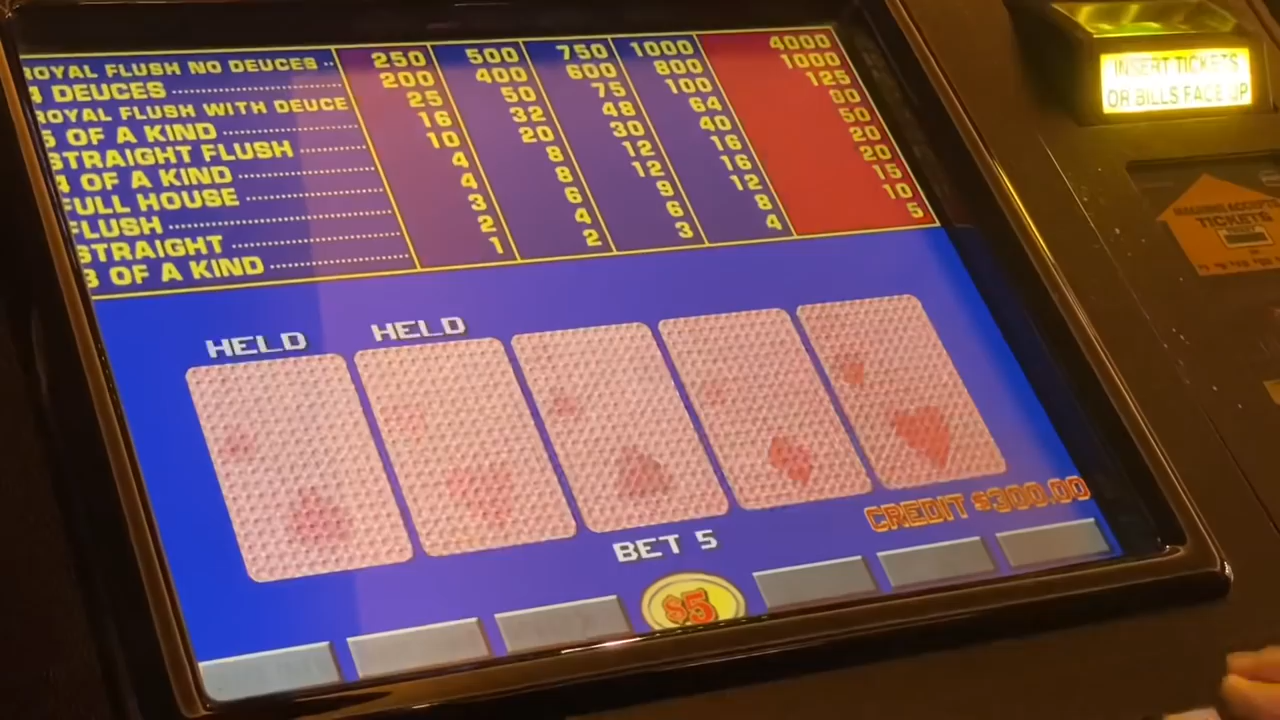 ROYAL FLUSH NO DEUCES .. 250 500 750 1000 4000
4 DEUCES 200 400 600 800 1000
ROYAL FLUSH WITH DEUCE 25 50 75 100 125
5 OF A KIND 16 32 48 64 80
STRAIGHT FLUSH 10 20 30 40 50
4 OF A KIND 4 8 12 16 20
FULL HOUSE 4 8 12 16 20
FLUSH 3 6 9 12 15
STRAIGHT 2 4 6 8 10
3 OF A KIND 1 2 3 4 5
HELD HELD
CREDIT $300.00
BET 5
$5
INSERT TICKETS
OR BILLS FACE UP
TICKETS